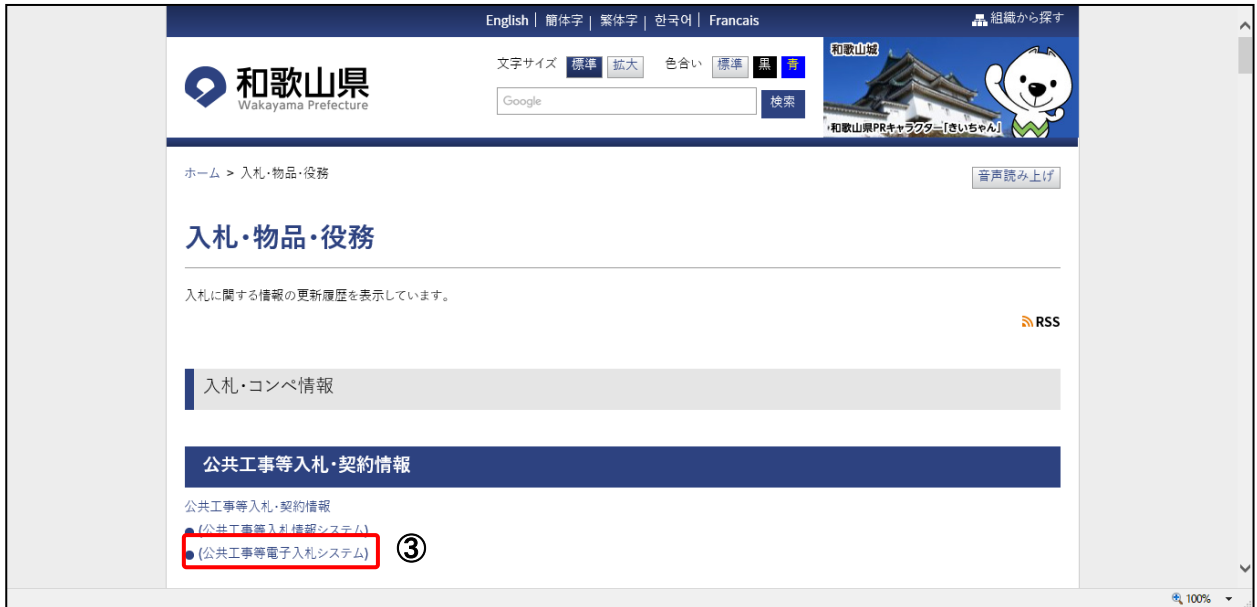 English｜ 簡体字 | 繁体字 | 한국어｜ Francais
組織から探す
和歌山県
Wakayama Prefecture
文字サイズ 標準 拡大 色合い 標準 黒 青
Google 検索
和歌山城
和歌山県PRキャラクター「きいちゃん」
ホーム > 入札・物品・役務
音声読み上げ
入札・物品・役務
入札に関する情報の更新履歴を表示しています。
RSS
入札・コンペ情報
公共工事等入札・契約情報
公共工事等入札・契約情報
● (公共工事等入札情報システム)
● (公共工事等電子入札システム)
③
100%